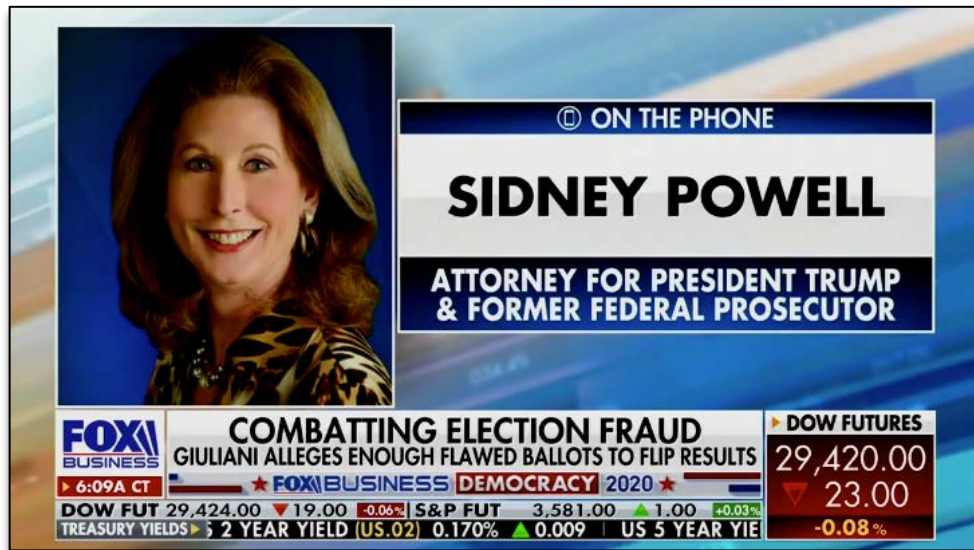 ON THE PHONE
SIDNEY POWELL
ATTORNEY FOR PRESIDENT TRUMP
& FORMER FEDERAL PROSECUTOR
FOX
BUSINESS
6:09A CT
COMBATTING ELECTION FRAUD
GIULIANI ALLEGES ENOUGH FLAWED BALLOTS TO FLIP RESULTS
FOX BUSINESS DEMOCRACY 2020
DOW FUTURES
29,420.00
23.00
-0.08%
DOW FUT 29,424.00 ▼19.00 -0.06% S&P FUT 3,581.00 ▲1.00 +0.03%
TREASURY YIELDS S 2 YEAR YIELD (US.02) 0.170% ▲0.009 US 5 YEAR YIE